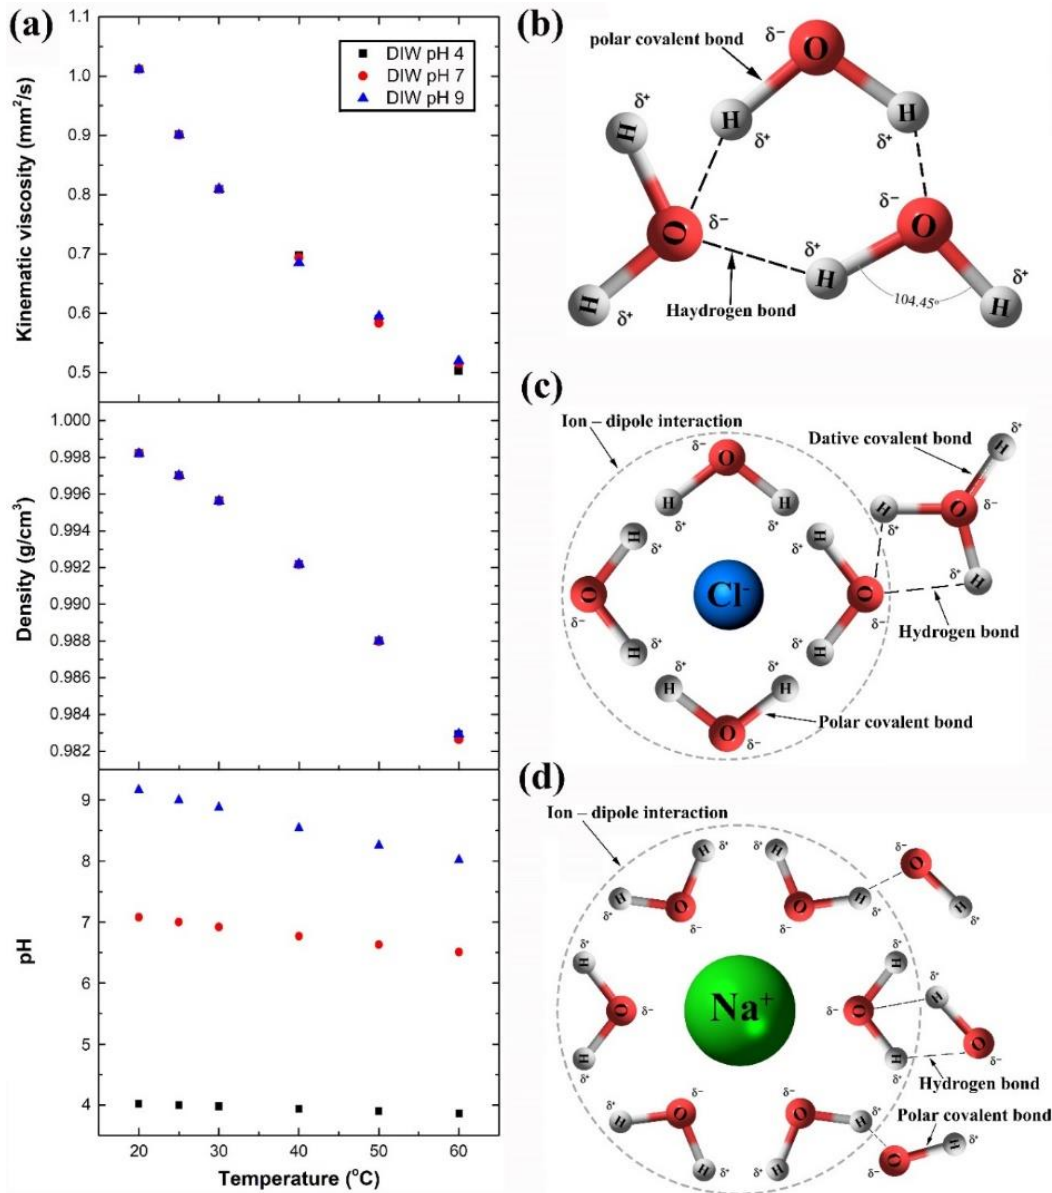 (a)
1.1
1.0
0.9
0.8
0.7
0.6
0.5
Kinematic viscosity (mm²/s)
DIW pH 4
DIW pH 7
DIW pH 9
1.000
0.998
0.996
0.994
0.992
0.990
0.988
0.986
0.984
0.982
Density (g/cm³)
9
8
7
6
5
4
pH
20 30 40 50 60
Temperature (°C)
(b)
polar covalent bond
δ⁻
O
H
H
δ⁺
δ⁺
δ⁺
H
O
δ⁻
H
δ⁺
δ⁻
O
δ⁺
H
104.45°
δ⁺
H
Haydrogen bond
(c)
Ion – dipole interaction
Dative covalent bond
δ⁻
O
H
H
δ⁺
δ⁺
δ⁺
H
H
O
δ⁻
H
δ⁺
δ⁺
H
δ⁺
H
O
δ⁻
H
δ⁺
Cl⁻
H
δ⁺
O
δ⁻
H
δ⁺
Hydrogen bond
δ⁺
δ⁺
H
H
O
δ⁻
Polar covalent bond
(d)
Ion – dipole interaction
δ⁺
H
H
δ⁺
O
δ⁻
δ⁺
H
O
δ⁻
H
δ⁺
δ⁻
O
H
δ⁺
δ⁺
H
O
δ⁻
H
δ⁺
Na⁺
δ⁺
H
δ⁻
O
H
δ⁺
δ⁺
H
O
δ⁻
Hydrogen bond
Polar covalent bond
δ⁺
H
O
δ⁻
H
δ⁺
δ⁻
O
H
δ⁺
H
δ⁺
O
δ⁻
H
δ⁺